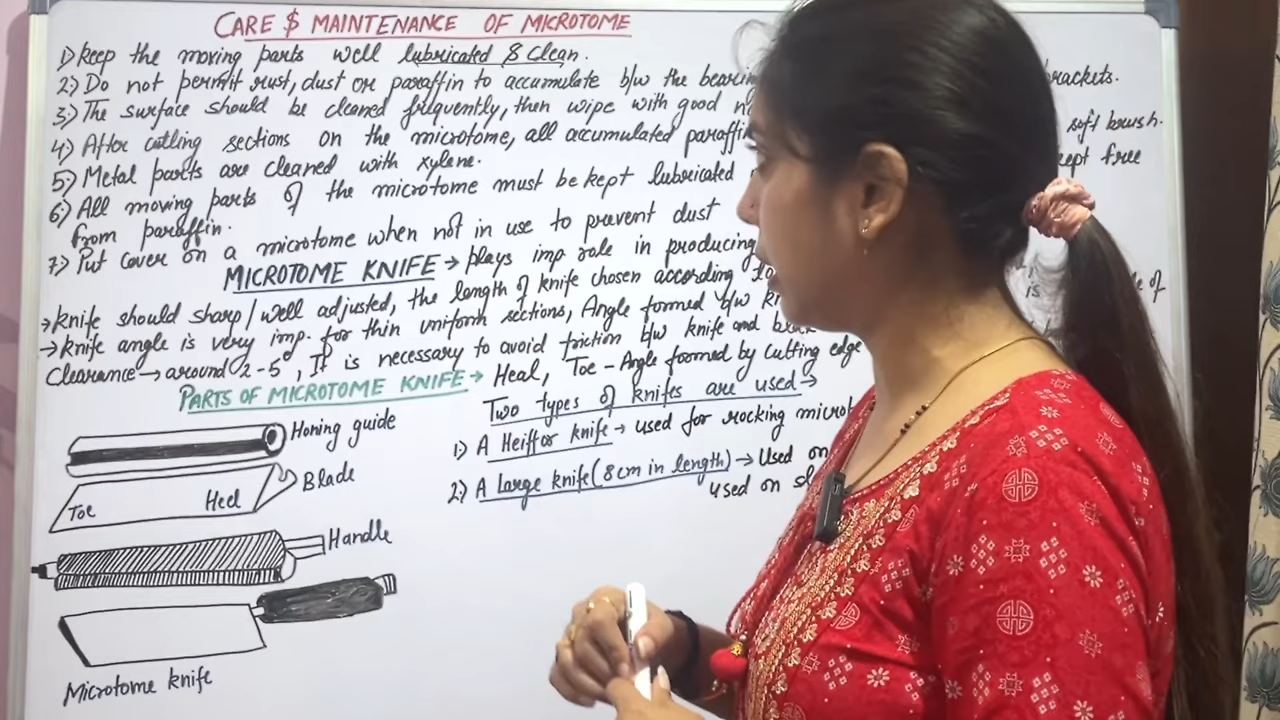 CARE & MAINTENANCE OF MICROTOME
1) Keep the moving parts well lubricated & clean.
2) Do not permit rust, dust or paraffin to accumulate b/w the bearin brackets.
3) The surface should be cleaned frequently, then wipe with good
4) After cutting sections on the microtome, all accumulated paraffi soft brush.
5) Metal parts are cleaned with xylene.
6) All moving parts of the microtome must be kept lubricated kept free
from paraffin.
7) Put cover on a microtome when not in use to prevent dust
MICROTOME KNIFE → plays imp role in producing
→ Knife should sharp/well adjusted, the length of knife chosen according to is of
→ Knife angle is very imp. for thin uniform sections, Angle formed b/w
Clearance → around 2-5°, It is necessary to avoid friction b/w knife and
PARTS OF MICROTOME KNIFE → Heal, Toe - Angle formed by cutting edge
Two types of knifes are used →
1) A Heiffor knife → used for rocking microt
2) A Large knife (8cm in length) → Used on
used on
Honing guide
Blade
Toe Heel
Handle
Microtome knife